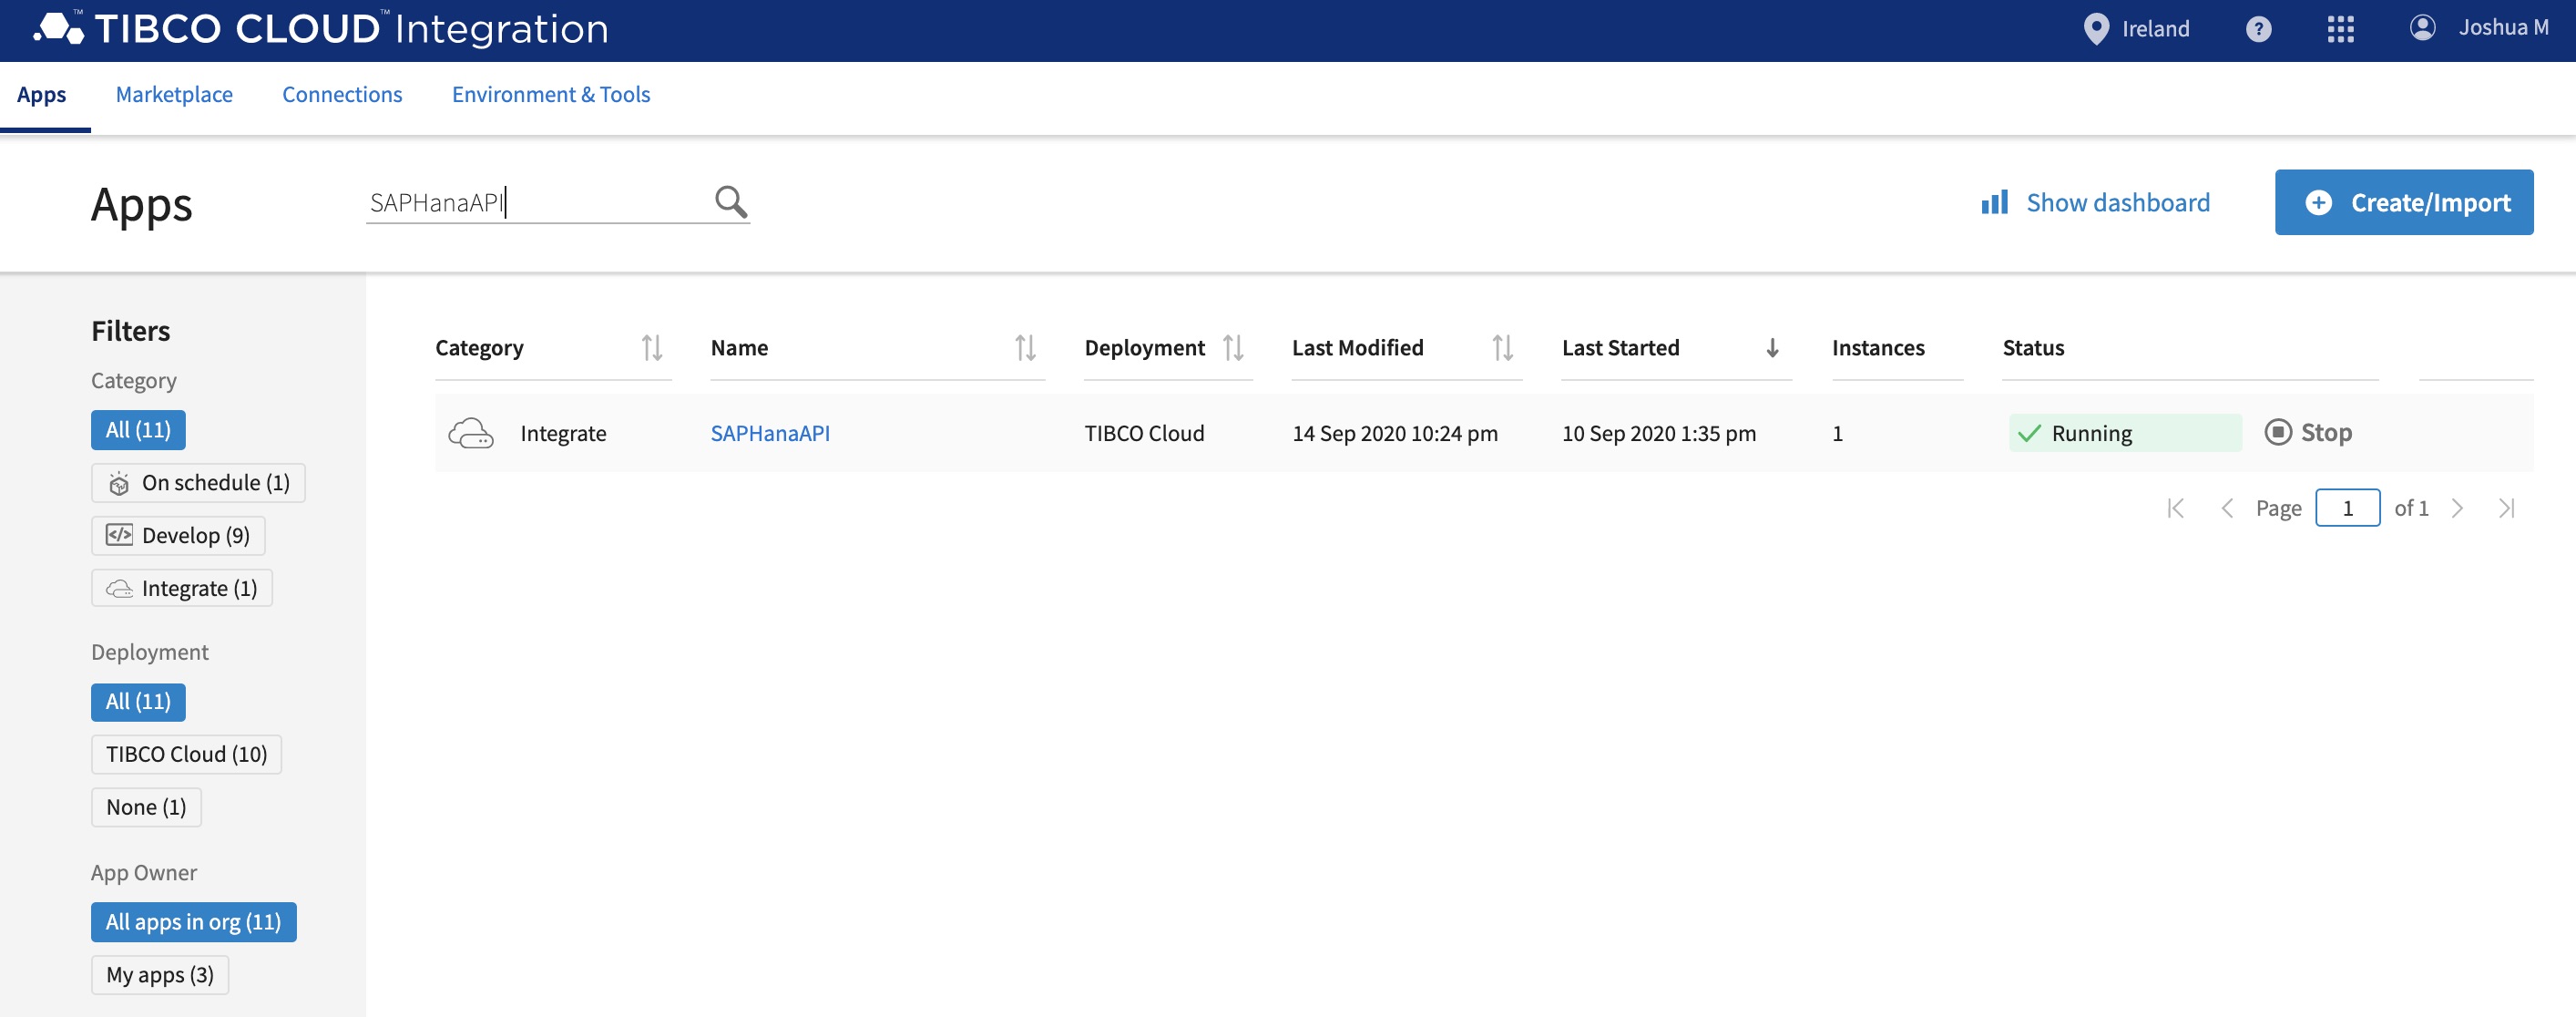 TIBCO CLOUD™ Integration
Ireland
?
Joshua M
Apps
Marketplace
Connections
Environment & Tools
Apps
SAPHanaAPI
Show dashboard
Create/Import
Filters
Category
All (11)
On schedule (1)
Develop (9)
Integrate (1)
Deployment
All (11)
TIBCO Cloud (10)
None (1)
App Owner
All apps in org (11)
My apps (3)
Category Name Deployment Last Modified Last Started Instances Status
Integrate SAPHanaAPI TIBCO Cloud 14 Sep 2020 10:24 pm 10 Sep 2020 1:35 pm 1 Running Stop
Page 1 of 1